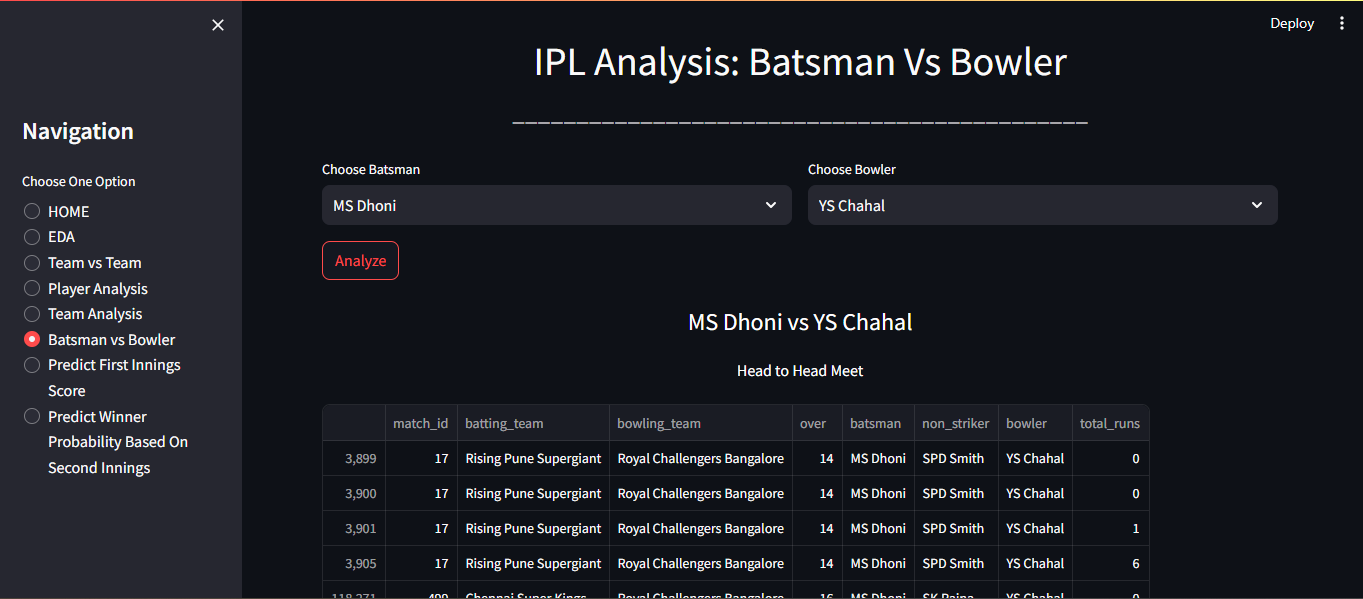 Deploy
IPL Analysis: Batsman Vs Bowler
Navigation
Choose One Option
HOME
EDA
Team vs Team
Player Analysis
Team Analysis
Batsman vs Bowler
Predict First Innings
Score
Predict Winner
Probability Based On
Second Innings
Choose Batsman Choose Bowler
MS Dhoni YS Chahal
Analyze
MS Dhoni vs YS Chahal
Head to Head Meet
match_id batting_team bowling_team over batsman non_striker bowler total_runs
3,899 17 Rising Pune Supergiant Royal Challengers Bangalore 14 MS Dhoni SPD Smith YS Chahal 0
3,900 17 Rising Pune Supergiant Royal Challengers Bangalore 14 MS Dhoni SPD Smith YS Chahal 0
3,901 17 Rising Pune Supergiant Royal Challengers Bangalore 14 MS Dhoni SPD Smith YS Chahal 1
3,905 17 Rising Pune Supergiant Royal Challengers Bangalore 14 MS Dhoni SPD Smith YS Chahal 6
Chennai Super Kings Royal Challengers Bangalore 16 MS Dhoni SK Raina YS Chahal 0